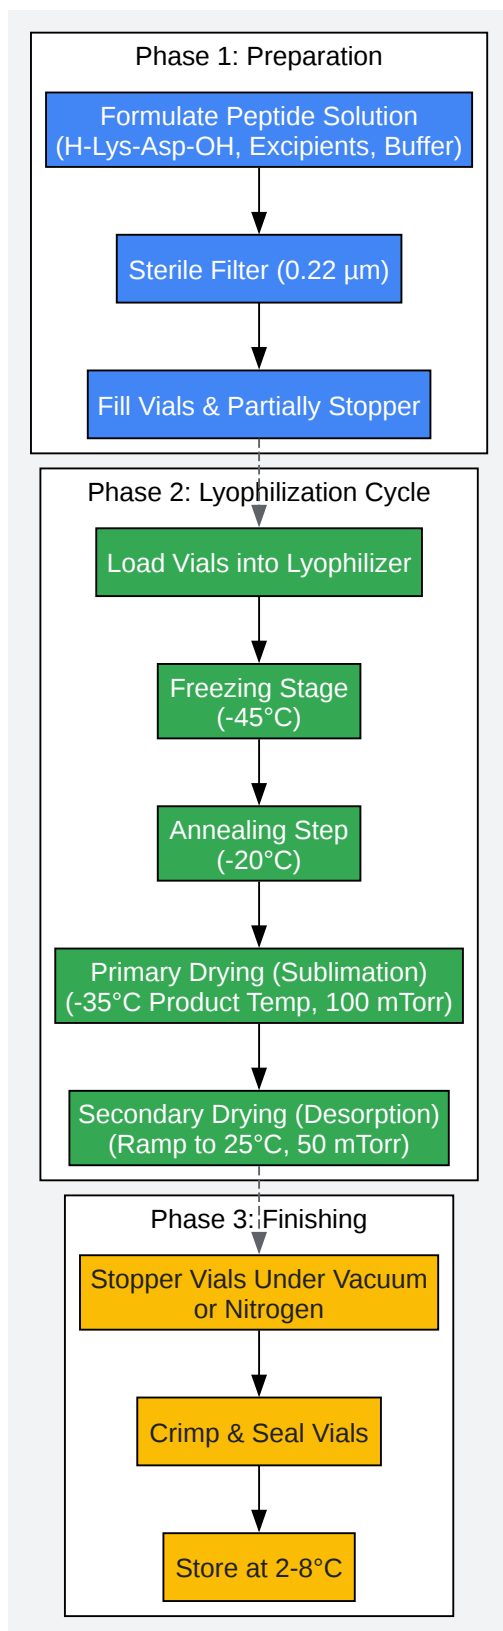 Phase 1: Preparation
Formulate Peptide Solution
(H-Lys-Asp-OH, Excipients, Buffer)
Sterile Filter (0.22 µm)
Fill Vials & Partially Stopper
Phase 2: Lyophilization Cycle
Load Vials into Lyophilizer
Freezing Stage
(-45°C)
Annealing Step
(-20°C)
Primary Drying (Sublimation)
(-35°C Product Temp, 100 mTorr)
Secondary Drying (Desorption)
(Ramp to 25°C, 50 mTorr)
Phase 3: Finishing
Stopper Vials Under Vacuum
or Nitrogen
Crimp & Seal Vials
Store at 2-8°C